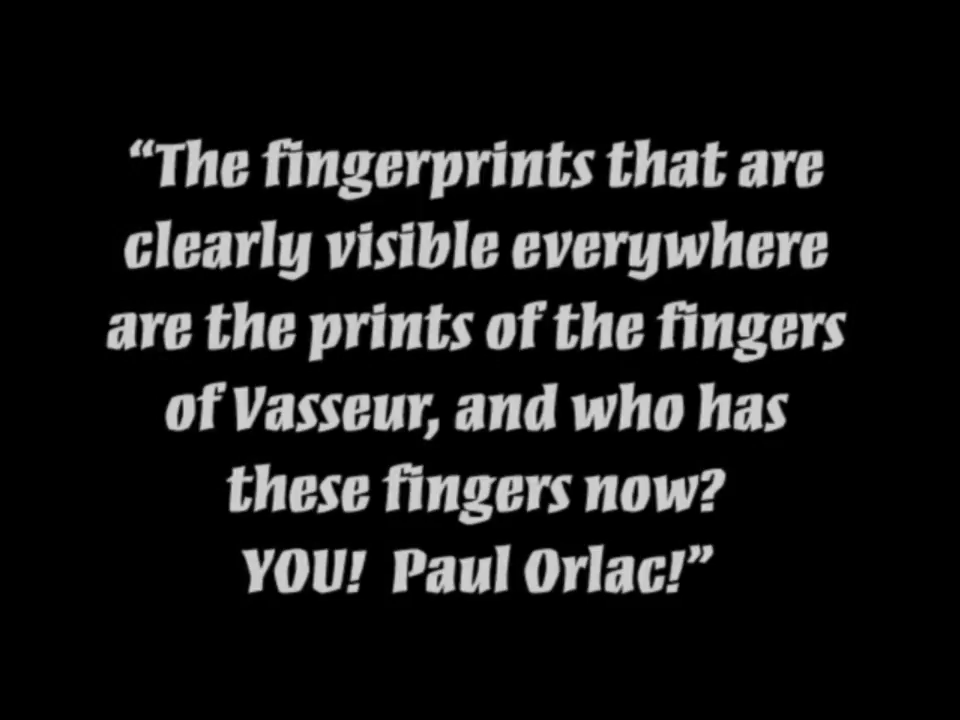 “The fingerprints that are
clearly visible everywhere
are the prints of the fingers
of Vasseur, and who has
these fingers now?
YOU! Paul Orlac!”